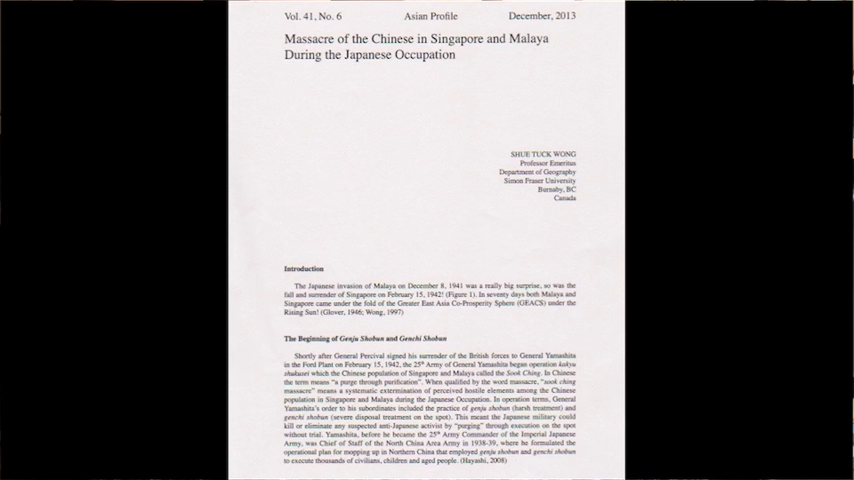 Vol. 41, No. 6 Asian Profile December, 2013
Massacre of the Chinese in Singapore and Malaya
During the Japanese Occupation
SHUE TUCK WONG
Professor Emeritus
Department of Geography
Simon Fraser University
Burnaby, BC
Canada
Introduction
The Japanese invasion of Malaya on December 8, 1941 was a really big surprise, so was the
fall and surrender of Singapore on February 15, 1942! (Figure 1). In seventy days both Malaya and
Singapore came under the fold of the Greater East Asia Co-Prosperity Sphere (GEACS) under the
Rising Sun! (Glover, 1946; Wong, 1997)
The Beginning of Genju Shobun and Genchi Shobun
Shortly after General Percival signed his surrender of the British forces to General Yamashita
in the Ford Plant on February 15, 1942, the 25th Army of General Yamashita began operation kakyu
shukusei which the Chinese population of Singapore and Malaya called the Sook Ching. In Chinese
the term means "a purge through purification". When qualified by the word massacre, "sook ching
massacre" means a systematic extermination of perceived hostile elements among the Chinese
population in Singapore and Malaya during the Japanese Occupation. In operation terms, General
Yamashita's order to his subordinates included the practice of genju shobun (harsh treatment) and
genchi shobun (severe disposal treatment on the spot). This meant the Japanese military could
kill or eliminate any suspected anti-Japanese activist by "purging" through execution on the spot
without trial. Yamashita, before he became the 25th Army Commander of the Imperial Japanese
Army, was Chief of Staff of the North China Area Army in 1938-39, where he formulated the
operational plan for mopping up in Northern China that employed genju shobun and genchi shobun
to execute thousands of civilians, children and aged people. (Hayashi, 2008)